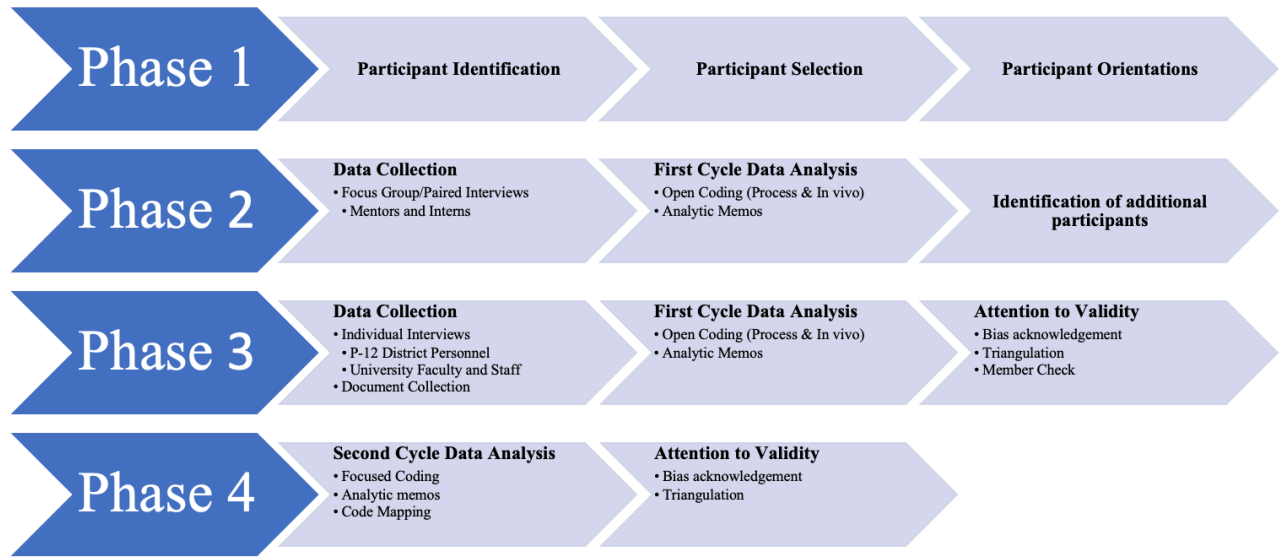 Phase 1
Participant Identification
Participant Selection
Participant Orientations
Phase 2
Data Collection
• Focus Group/Paired Interviews
• Mentors and Interns
First Cycle Data Analysis
• Open Coding (Process & In vivo)
• Analytic Memos
Identification of additional
participants
Phase 3
Data Collection
• Individual Interviews
• P-12 District Personnel
• University Faculty and Staff
• Document Collection
First Cycle Data Analysis
• Open Coding (Process & In vivo)
• Analytic Memos
Attention to Validity
• Bias acknowledgement
• Triangulation
• Member Check
Phase 4
Second Cycle Data Analysis
• Focused Coding
• Analytic memos
• Code Mapping
Attention to Validity
• Bias acknowledgement
• Triangulation